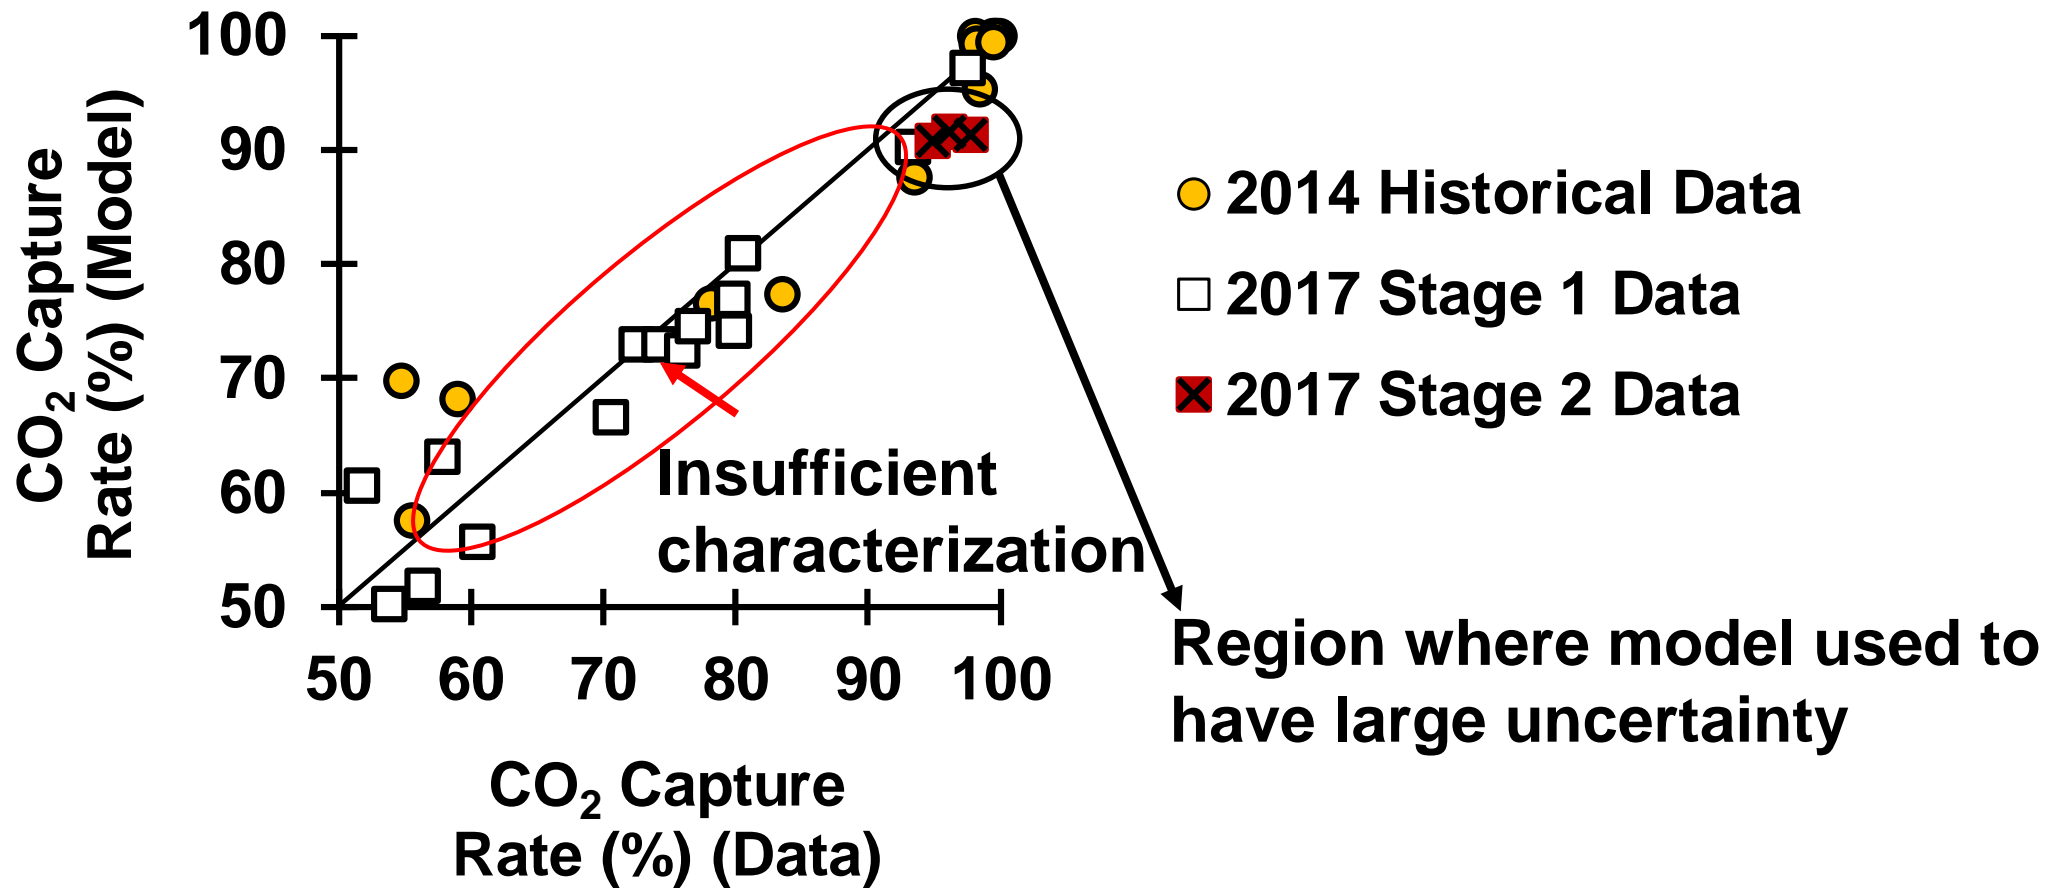 CO2 Capture
Rate (%) (Model)
100
90
80
70
60
50
50 60 70 80 90 100
CO2 Capture
Rate (%) (Data)
Insufficient
characterization
2014 Historical Data
2017 Stage 1 Data
2017 Stage 2 Data
Region where model used to
have large uncertainty